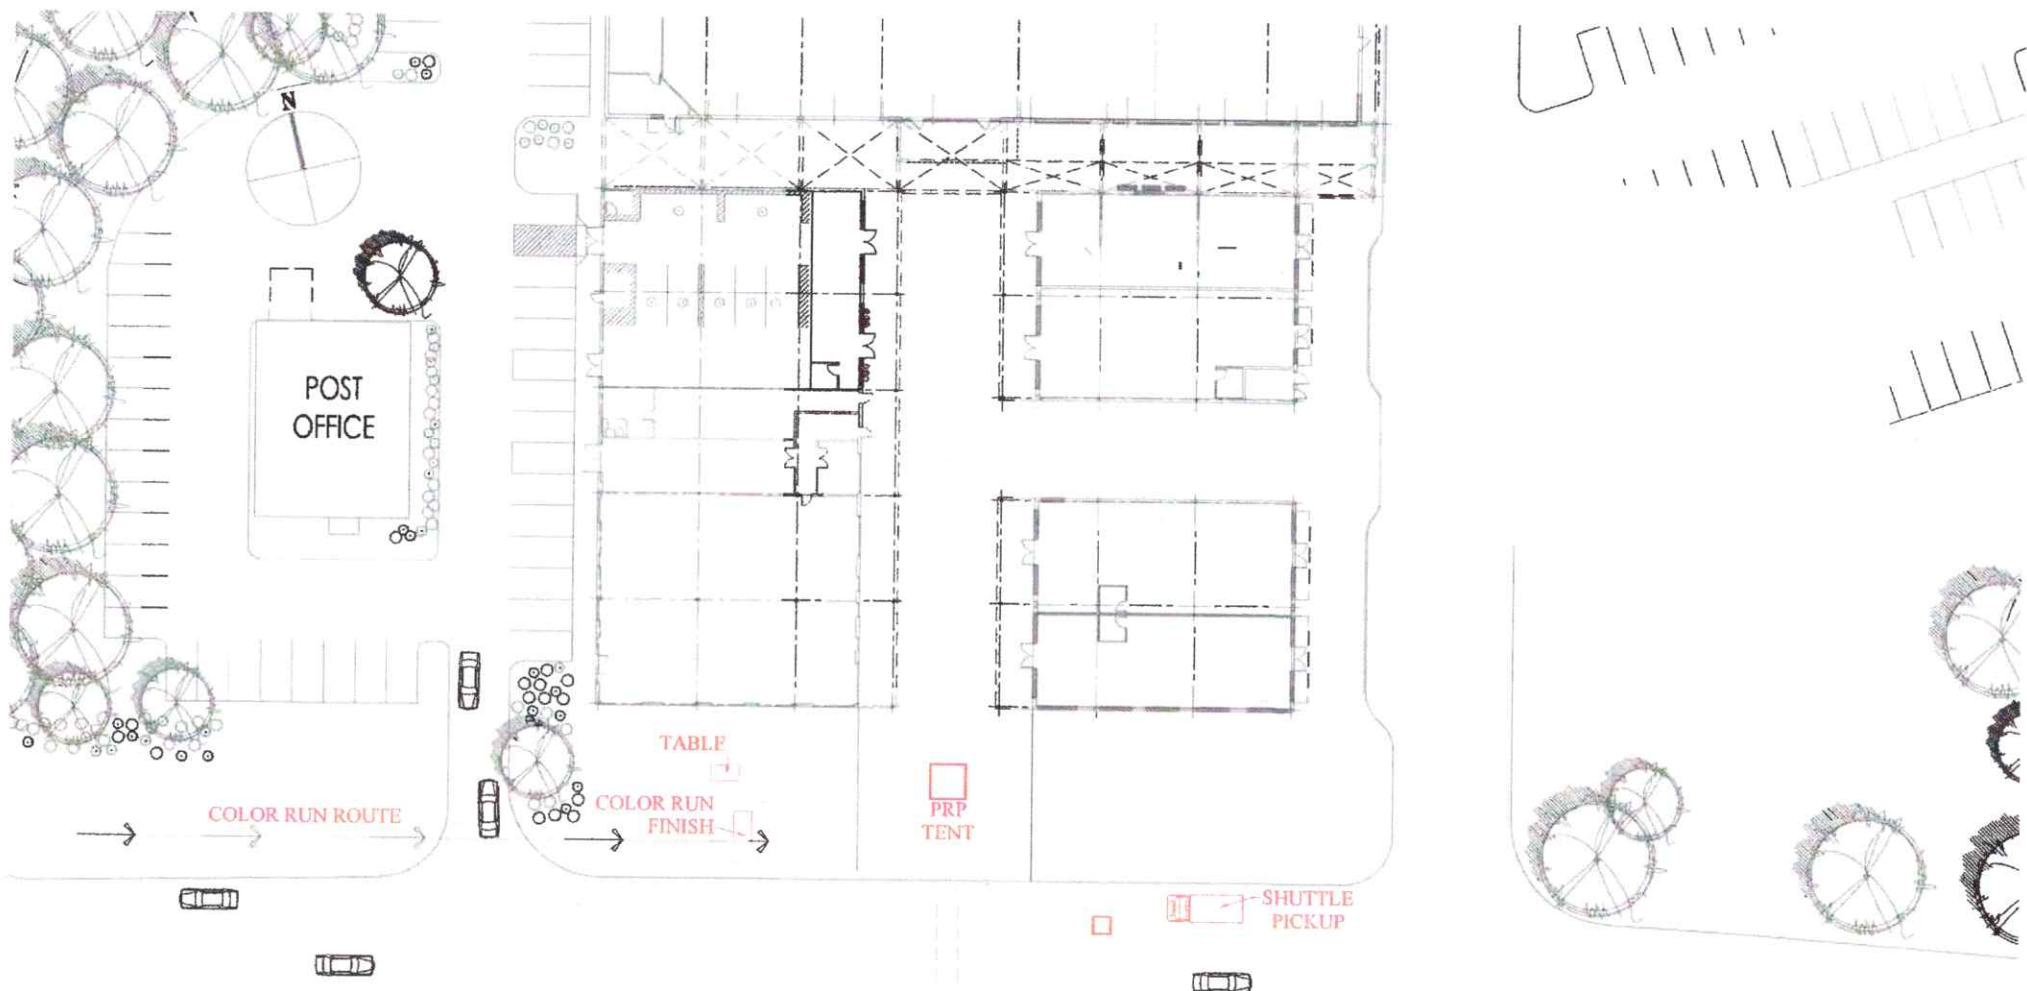 N
POST
OFFICE
TABLE
COLOR RUN ROUTE
COLOR RUN
FINISH
PRP
TENT
SHUTTLE
PICKUP